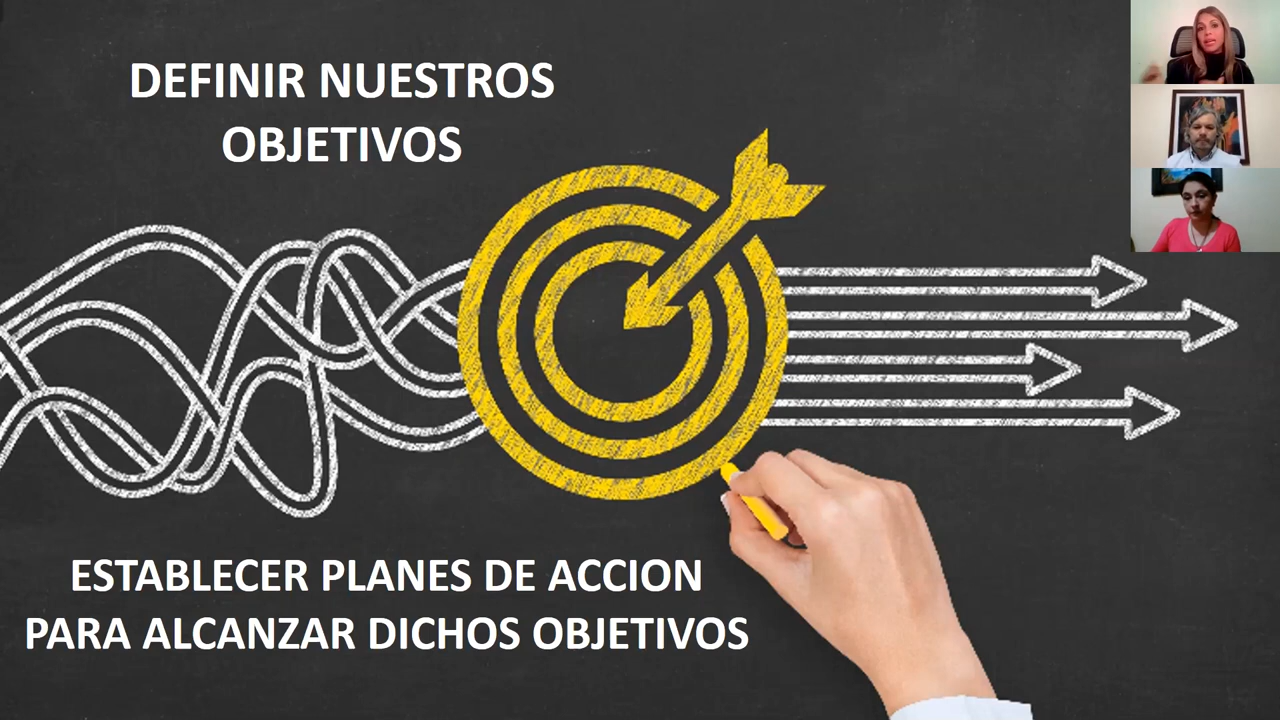 DEFINIR NUESTROS
OBJETIVOS
ESTABLECER PLANES DE ACCION
PARA ALCANZAR DICHOS OBJETIVOS